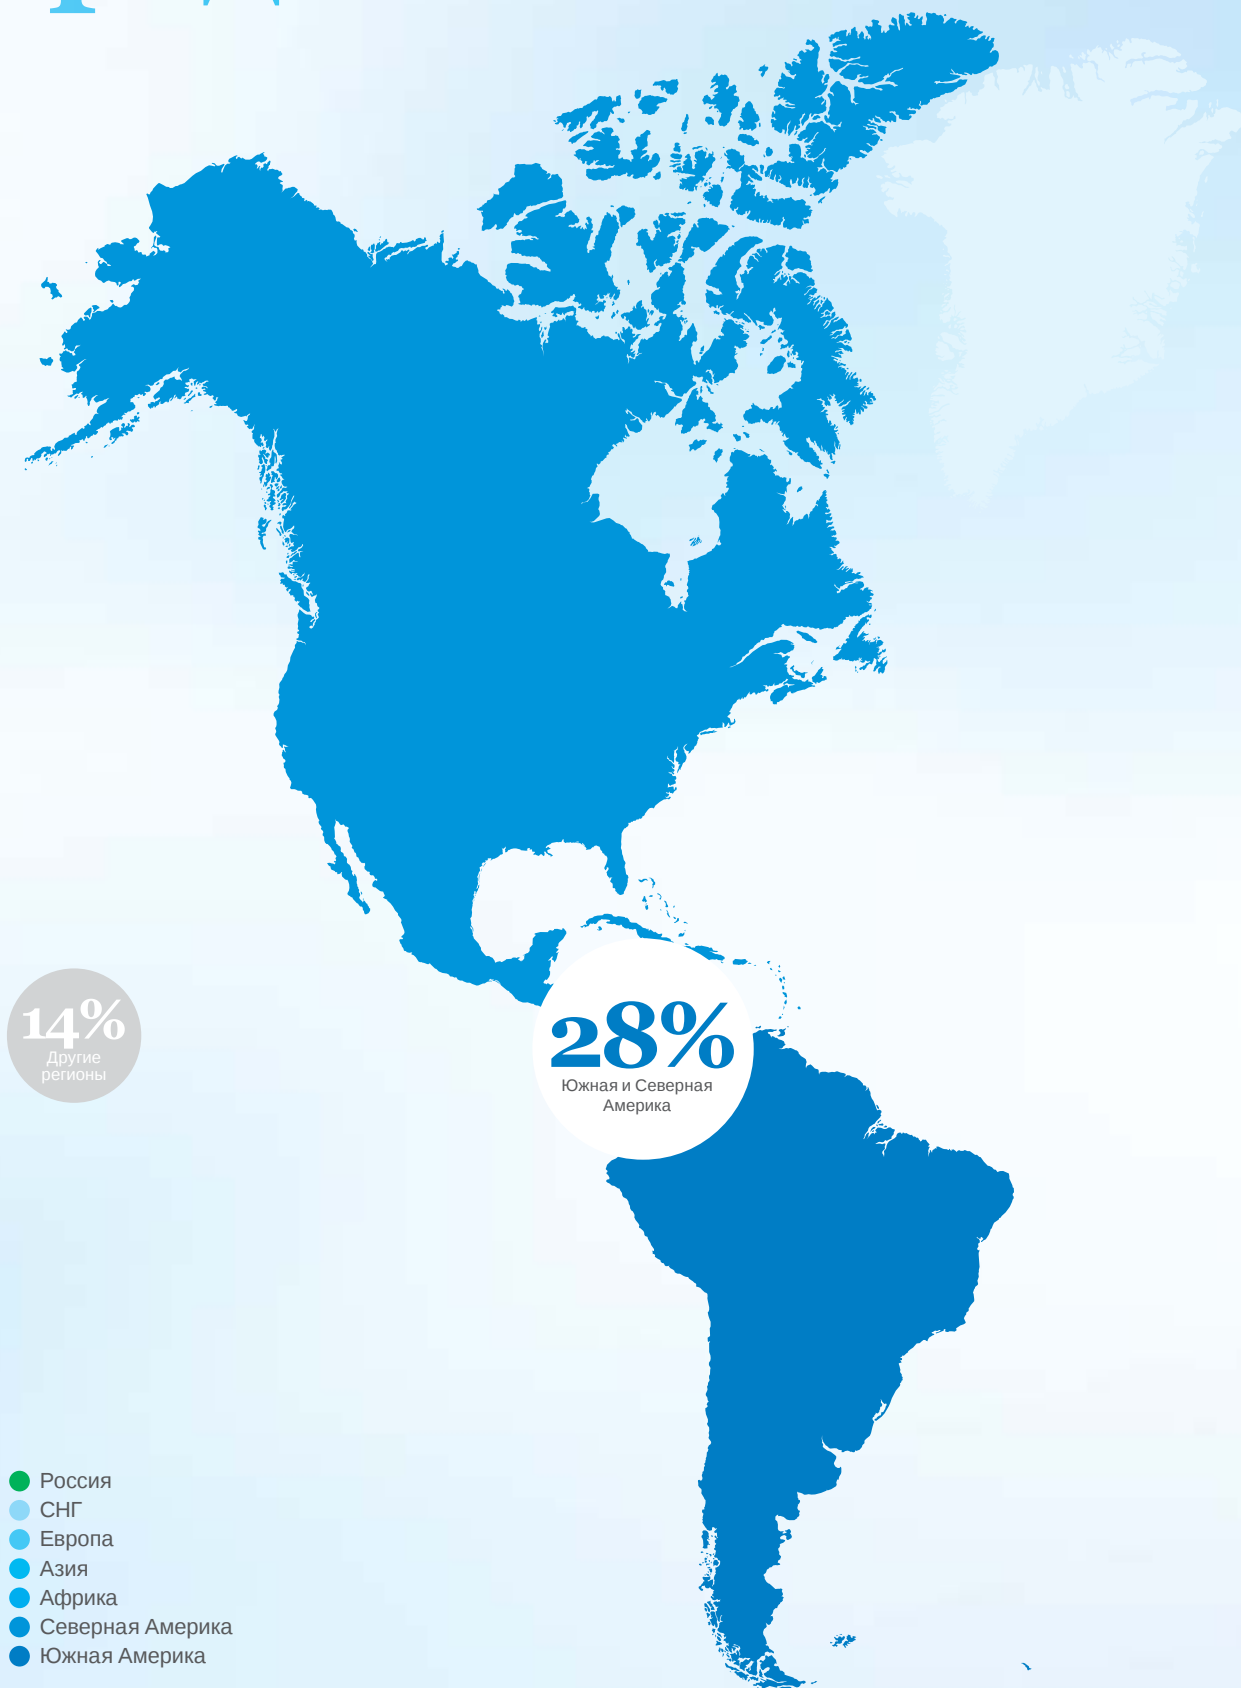 14%
Другие
регионы
28%
Южная и Северная
Америка
Россия
СНГ
Европа
Азия
Африка
Северная Америка
Южная Америка